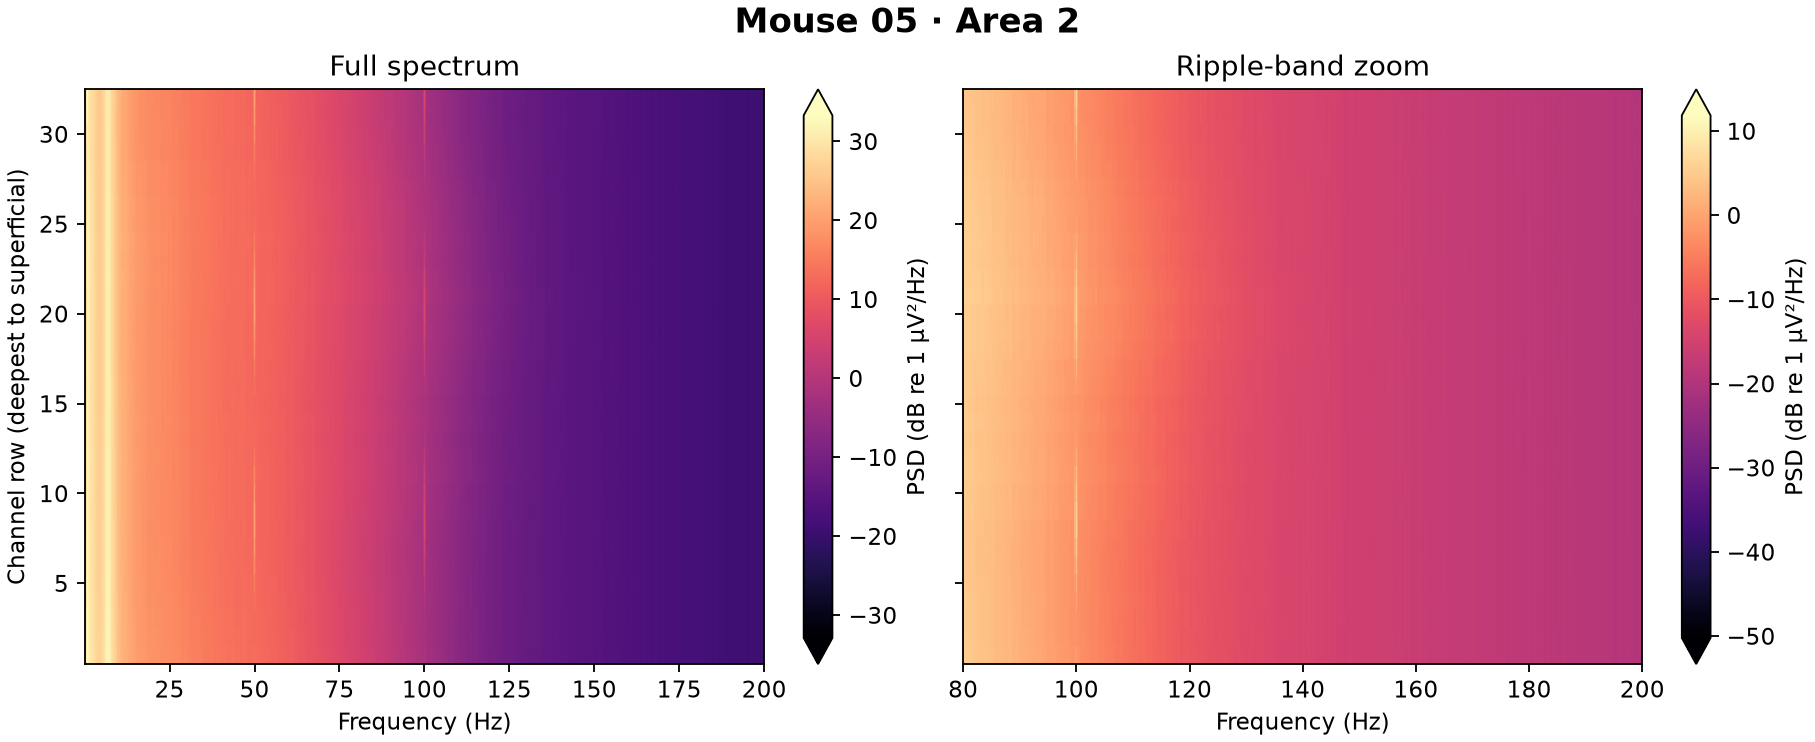 Mouse 05 · Area 2
Full spectrum
Channel row (deepest to superficial)
30
25
20
15
10
5
25 50 75 100 125 150 175 200
Frequency (Hz)
30
20
10
0
−10
−20
−30
PSD (dB re 1 µV²/Hz)
Ripple-band zoom
80 100 120 140 160 180 200
Frequency (Hz)
10
0
−10
−20
−30
−40
−50
PSD (dB re 1 µV²/Hz)